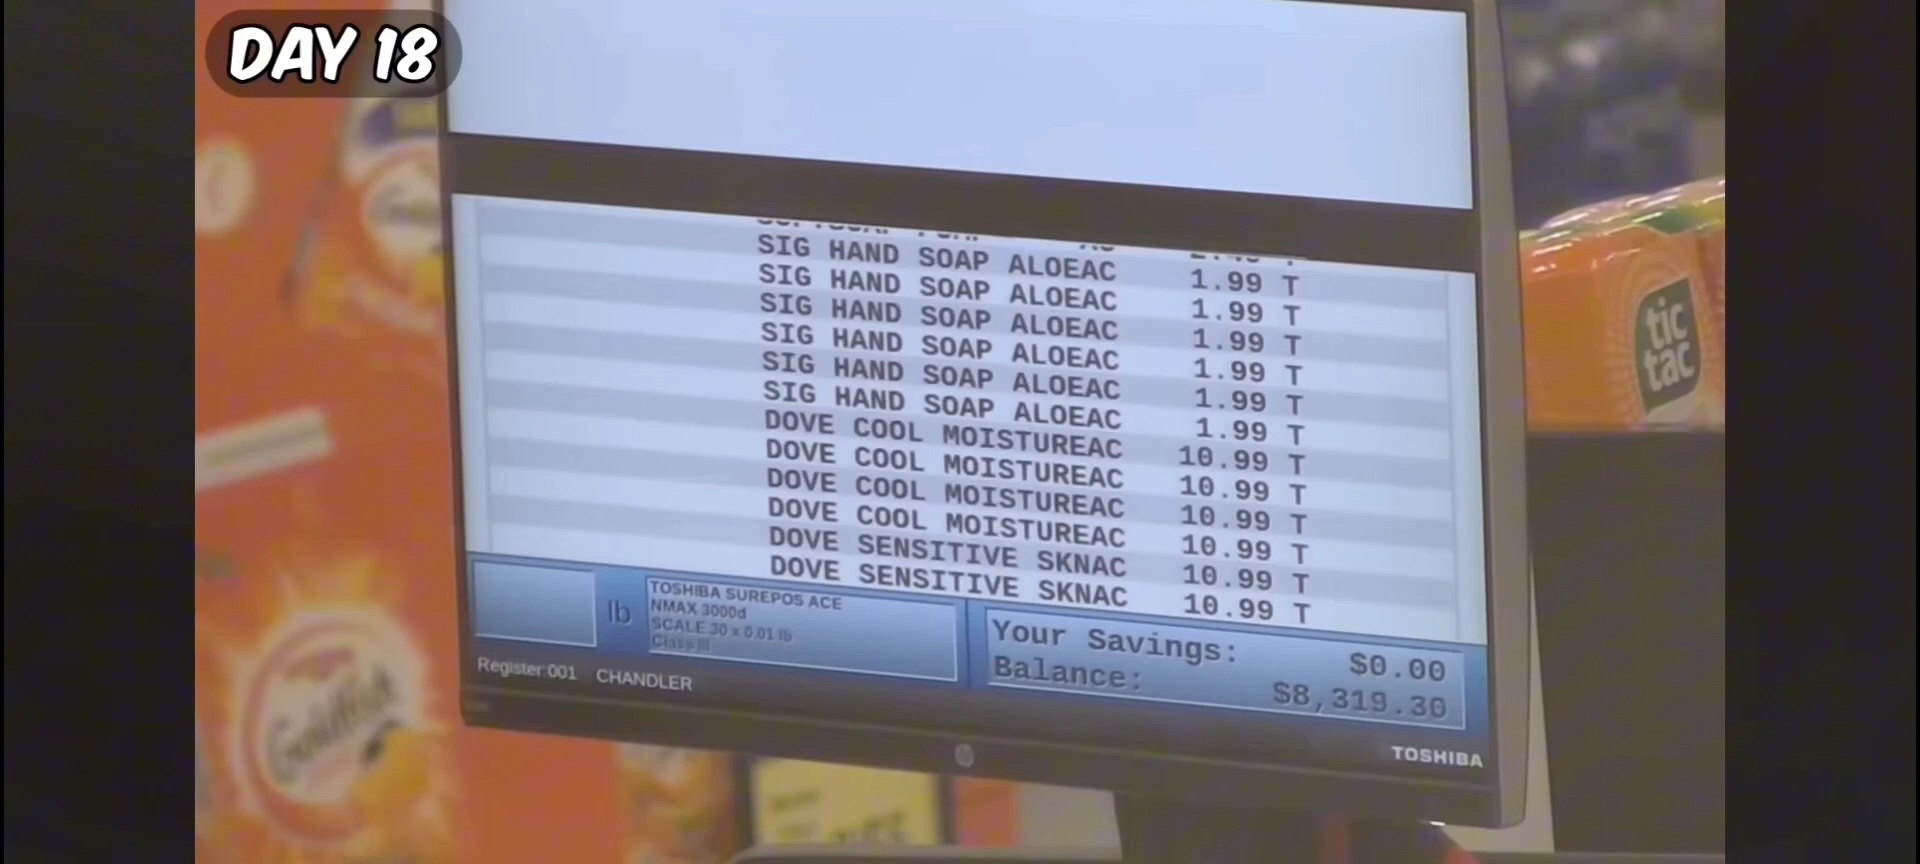 DAY 18
SIG HAND SOAP ALOEAC 1.99 T
SIG HAND SOAP ALOEAC 1.99 T
SIG HAND SOAP ALOEAC 1.99 T
SIG HAND SOAP ALOEAC 1.99 T
SIG HAND SOAP ALOEAC 1.99 T
SIG HAND SOAP ALOEAC 1.99 T
DOVE COOL MOISTUREAC 10.99 T
DOVE COOL MOISTUREAC 10.99 T
DOVE COOL MOISTUREAC 10.99 T
DOVE COOL MOISTUREAC 10.99 T
DOVE SENSITIVE SKNAC 10.99 T
DOVE SENSITIVE SKNAC 10.99 T
lb
TOSHIBA SUREPOS ACE
NMAX 3000d
SCALE 30 x 0.01 lb
Class III
Your Savings: $0.00
Balance: $8,319.30
Register:001 CHANDLER
TOSHIBA
tic
tac
Goldfish